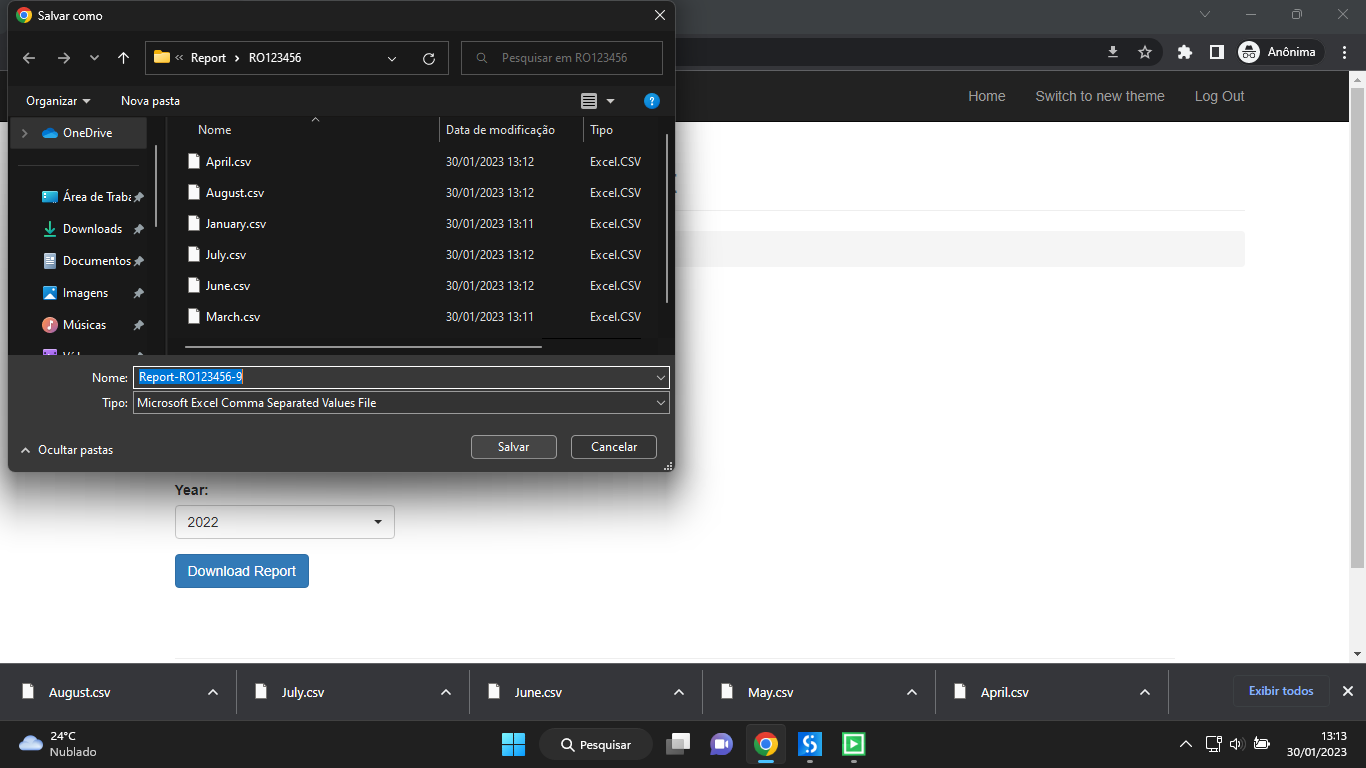 Salvar como
Report
RO123456
Pesquisar em RO123456
Anônima
Organizar
Nova pasta
Home
Switch to new theme
Log Out
OneDrive
Área de Trab
Downloads
Documentos
Imagens
Músicas
Nome
Data de modificação
Tipo
April.csv
30/01/2023 13:12
Excel.CSV
August.csv
30/01/2023 13:12
Excel.CSV
January.csv
30/01/2023 13:11
Excel.CSV
July.csv
30/01/2023 13:12
Excel.CSV
June.csv
30/01/2023 13:12
Excel.CSV
March.csv
30/01/2023 13:11
Excel.CSV
Nome:
Report-RO123456-9
Tipo:
Microsoft Excel Comma Separated Values File
Ocultar pastas
Salvar
Cancelar
Year:
2022
Download Report
August.csv
July.csv
June.csv
May.csv
April.csv
Exibir todos
24°C
Nublado
Pesquisar
13:13
30/01/2023